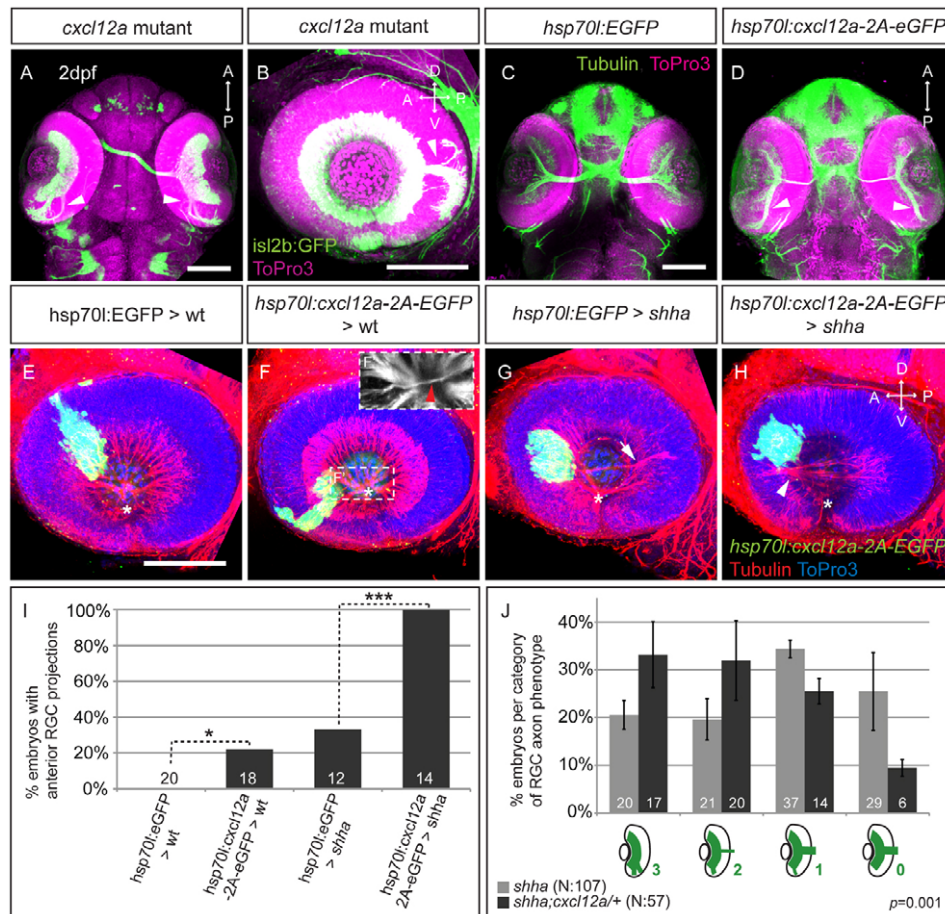 cxcl12a mutant
cxcl12a mutant
hsp70l:EGFP
hsp70l:cxcl12a-2A-eGFP
A 2dpf A P
B D A P V isl2b:GFP ToPro3
C Tubulin ToPro3
D A P
hsp70l:EGFP > wt
hsp70l:cxcl12a-2A-EGFP
> wt
hsp70l:EGFP > shha
hsp70l:cxcl12a-2A-EGFP
> shha
E *
F *
G *
H D A P V *
hsp70l:cxcl12a-2A-EGFP
Tubulin ToPro3
I
% embryos with
anterior RGC projections
100%
80%
60%
40%
20%
0%
*
***
20 18 12 14
hsp70l:eGFP
> wt
hsp70l:cxcl12a
-2A-eGFP > wt
hsp70l:eGFP
> shha
hsp70l:cxcl12a
2A-eGFP > shha
J
% embryos per category
of RGC axon phenotype
40%
30%
20%
10%
0%
20 17 21 20 37 14 29 6
3 2 1 0
shha (N:107)
shha;cxcl12a/+ (N:57)
p=0.001